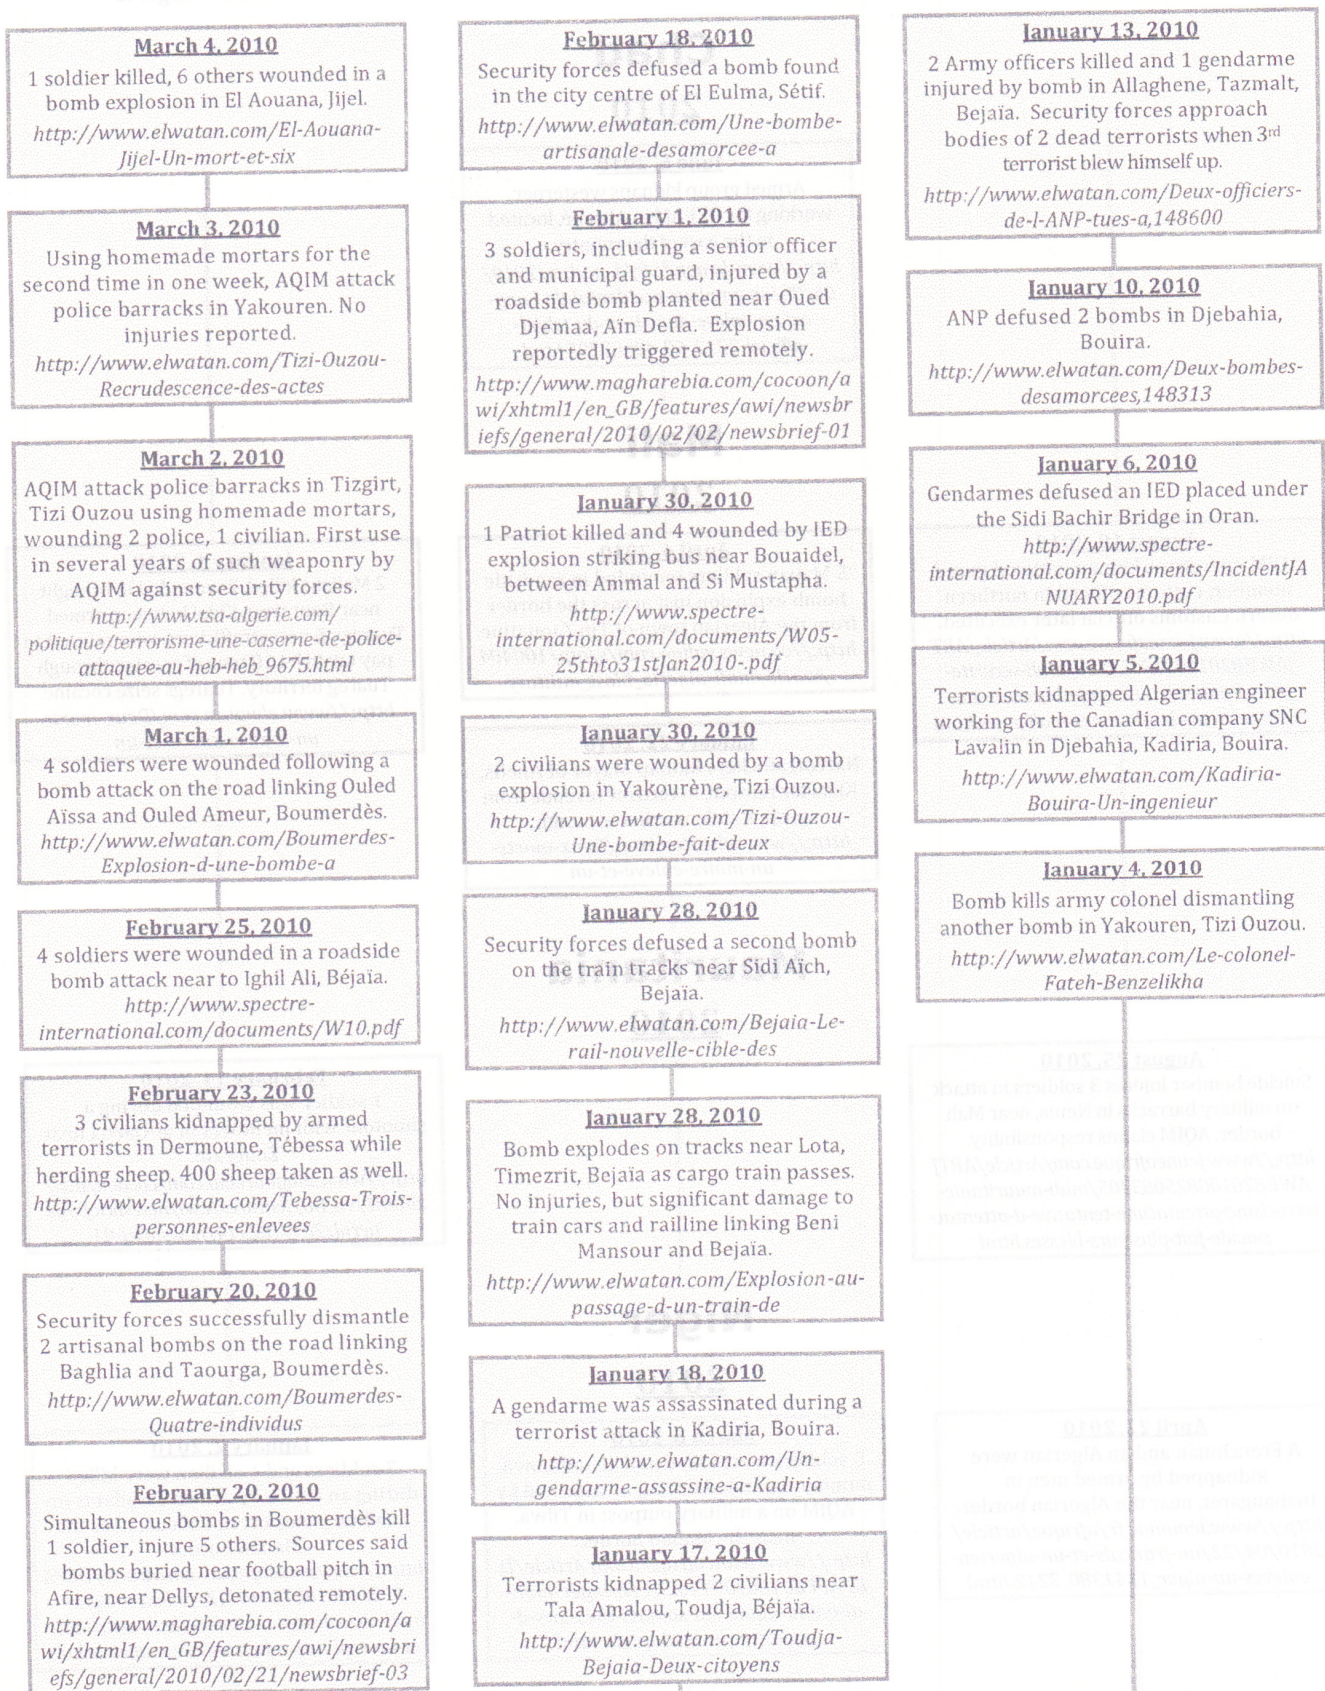 March 4, 2010
1 soldier killed, 6 others wounded in a
bomb explosion in El Aouana, Jijel.
http://www.elwatan.com/El-Aouana-
Jijel-Un-mort-et-six
March 3, 2010
Using homemade mortars for the
second time in one week, AQIM attack
police barracks in Yakouren. No
injuries reported.
http://www.elwatan.com/Tizi-Ouzou-
Recrudescence-des-actes
March 2, 2010
AQIM attack police barracks in Tizgirt,
Tizi Ouzou using homemade mortars,
wounding 2 police, 1 civilian. First use
in several years of such weaponry by
AQIM against security forces.
http://www.tsa-algerie.com/
politique/terrorisme-une-caserne-de-police-
attaquee-au-heb-heb_9675.html
March 1, 2010
4 soldiers were wounded following a
bomb attack on the road linking Ouled
Aïssa and Ouled Ameur, Boumerdès.
http://www.elwatan.com/Boumerdes-
Explosion-d-une-bombe-a
February 25, 2010
4 soldiers were wounded in a roadside
bomb attack near to Ighil Ali, Béjaïa.
http://www.spectre-
international.com/documents/W10.pdf
February 23, 2010
3 civilians kidnapped by armed
terrorists in Dermoune, Tébessa while
herding sheep. 400 sheep taken as well.
http://www.elwatan.com/Tebessa-Trois-
personnes-enlevees
February 20, 2010
Security forces successfully dismantle
2 artisanal bombs on the road linking
Baghlia and Taourga, Boumerdès.
http://www.elwatan.com/Boumerdes-
Quatre-individus
February 20, 2010
Simultaneous bombs in Boumerdès kill
1 soldier, injure 5 others. Sources said
bombs buried near football pitch in
Afire, near Dellys, detonated remotely.
http://www.magharebia.com/cocoon/a
wi/xhtml1/en_GB/features/awi/newsbri
efs/general/2010/02/21/newsbrief-03
February 18, 2010
Security forces defused a bomb found
in the city centre of El Eulma, Sétif.
http://www.elwatan.com/Une-bombe-
artisanale-desamorcee-a
February 1, 2010
3 soldiers, including a senior officer
and municipal guard, injured by a
roadside bomb planted near Oued
Djemaa, Aïn Defla. Explosion
reportedly triggered remotely.
http://www.magharebia.com/cocoon/a
wi/xhtml1/en_GB/features/awi/newsbr
iefs/general/2010/02/02/newsbrief-01
January 30, 2010
1 Patriot killed and 4 wounded by IED
explosion striking bus near Bouaidel,
between Ammal and Si Mustapha.
http://www.spectre-
international.com/documents/W05-
25thto31stJan2010-.pdf
January 30, 2010
2 civilians were wounded by a bomb
explosion in Yakourène, Tizi Ouzou.
http://www.elwatan.com/Tizi-Ouzou-
Une-bombe-fait-deux
January 28, 2010
Security forces defused a second bomb
on the train tracks near Sidi Aïch,
Bejaïa.
http://www.elwatan.com/Bejaia-Le-
rail-nouvelle-cible-des
January 28, 2010
Bomb explodes on tracks near Lota,
Timezrit, Bejaïa as cargo train passes.
No injuries, but significant damage to
train cars and railline linking Beni
Mansour and Bejaïa.
http://www.elwatan.com/Explosion-au-
passage-d-un-train-de
January 18, 2010
A gendarme was assassinated during a
terrorist attack in Kadiria, Bouira.
http://www.elwatan.com/Un-
gendarme-assassine-a-Kadiria
January 17, 2010
Terrorists kidnapped 2 civilians near
Tala Amalou, Toudja, Béjaïa.
http://www.elwatan.com/Toudja-
Bejaia-Deux-citoyens
January 13, 2010
2 Army officers killed and 1 gendarme
injured by bomb in Allaghene, Tazmalt,
Bejaïa. Security forces approach
bodies of 2 dead terrorists when 3rd
terrorist blew himself up.
http://www.elwatan.com/Deux-officiers-
de-l-ANP-tues-a,148600
January 10, 2010
ANP defused 2 bombs in Djebahia,
Bouira.
http://www.elwatan.com/Deux-bombes-
desamorcees,148313
January 6, 2010
Gendarmes defused an IED placed under
the Sidi Bachir Bridge in Oran.
http://www.spectre-
international.com/documents/IncidentJA
NUARY2010.pdf
January 5, 2010
Terrorists kidnapped Algerian engineer
working for the Canadian company SNC
Lavalin in Djebahia, Kadiria, Bouira.
http://www.elwatan.com/Kadiria-
Bouira-Un-ingenieur
January 4, 2010
Bomb kills army colonel dismantling
another bomb in Yakouren, Tizi Ouzou.
http://www.elwatan.com/Le-colonel-
Fateh-Benzelikha